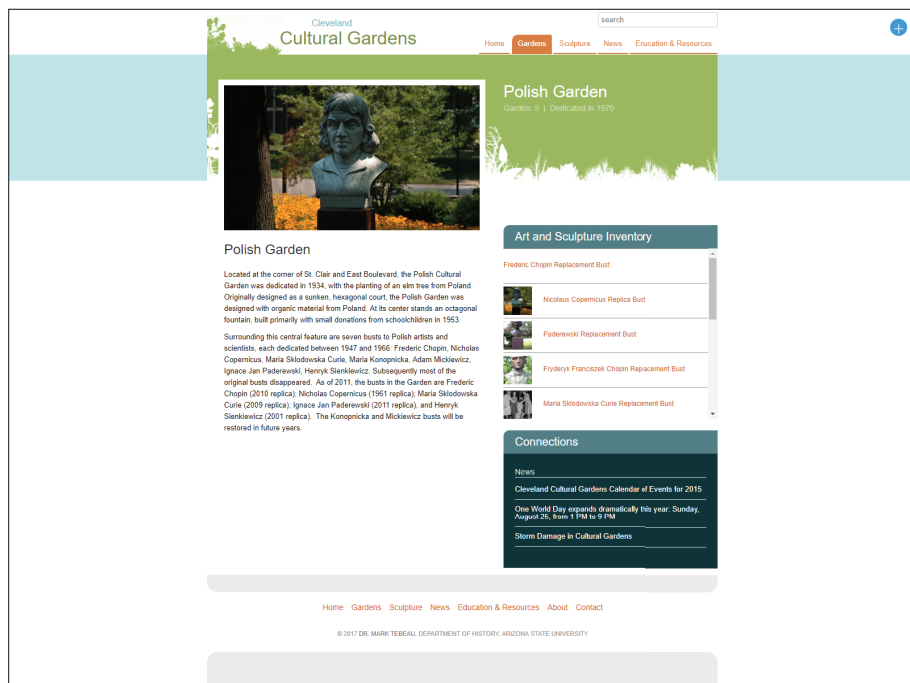 Cleveland
Cultural Gardens
search
Home Gardens Sculpture News Education & Resources
Polish Garden
Garden: 5 | Dedicated in 1970
Polish Garden
Located at the corner of St. Clair and East Boulevard, the Polish Cultural
Garden was dedicated in 1934, with the planting of an elm tree from Poland.
Originally designed as a sunken, hexagonal court, the Polish Garden was
designed with organic material from Poland. At its center stands an octagonal
fountain, built primarily with small donations from schoolchildren in 1953.
Surrounding this central feature are seven busts to Polish artists and
scientists, each dedicated between 1947 and 1966: Frederic Chopin, Nicholas
Copernicus, Maria Sklodowska Curie, Maria Konopnicka, Adam Mickiewicz,
Ignace Jan Paderewski, Henryk Sienkiewicz. Subsequently most of the
original busts disappeared. As of 2011, the busts in the Garden are Frederic
Chopin (2010 replica); Nicholas Copernicus (1961 replica); Maria Sklodowska
Curie (2009 replica); Ignace Jan Paderewski (2011 replica), and Henryk
Sienkiewicz (2001 replica). The Konopnicka and Mickiewicz busts will be
restored in future years.
Art and Sculpture Inventory
Frederic Chopin Replacement Bust
Nicolaus Copernicus Replica Bust
Paderewski Replacement Bust
Fryderyk Franciszek Chopin Repacement Bust
Maria Sklodowska Curie Replacement Bust
Connections
News
Cleveland Cultural Gardens Calendar of Events for 2015
One World Day expands dramatically this year: Sunday,
August 25, from 1 PM to 9 PM
Storm Damage in Cultural Gardens
Home Gardens Sculpture News Education & Resources About Contact
© 2017 DR. MARK TEBEAU, DEPARTMENT OF HISTORY, ARIZONA STATE UNIVERSITY